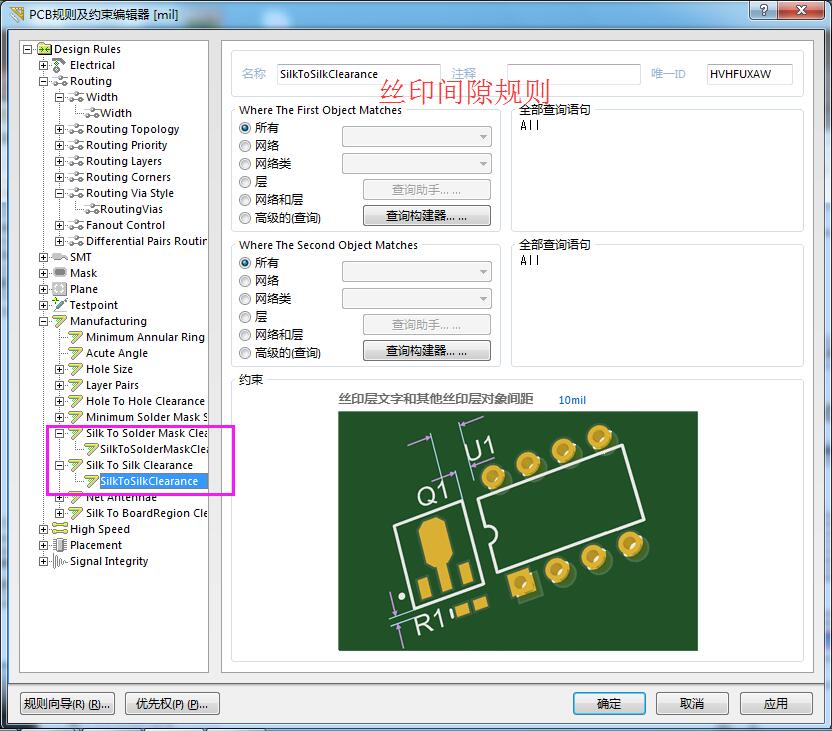 PCB规则及约束编辑器 [mil]
Design Rules
Electrical
Routing
Width
Width
Routing Topology
Routing Priority
Routing Layers
Routing Corners
Routing Via Style
RoutingVias
Fanout Control
Differential Pairs Routin
SMT
Mask
Plane
Testpoint
Manufacturing
Minimum Annular Ring
Acute Angle
Hole Size
Layer Pairs
Hole To Hole Clearance
Minimum Solder Mask S
Silk To Solder Mask Clea
SilkToSolderMaskClea
Silk To Silk Clearance
SilkToSilkClearance
Net Antennae
Silk To BoardRegion Cle
High Speed
Placement
Signal Integrity
名称 SilkToSilkClearance 注释 唯一ID HVHFUXAW
丝印间隙规则
Where The First Object Matches
所有
网络
网络类
层
网络和层
高级的(查询)
查询助手... ...
查询构建器... ...
全部查询语句
All
Where The Second Object Matches
所有
网络
网络类
层
网络和层
高级的(查询)
查询助手... ...
查询构建器... ...
全部查询语句
All
约束
丝印层文字和其他丝印层对象间距 10mil
U1
Q1
R1
规则向导(R) (R)... 优先权(P) (P)... 确定 取消 应用